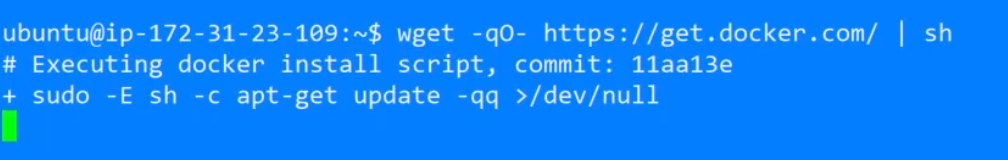 ubuntu@ip-172-31-23-109:~$ wget -qO- https://get.docker.com/ | sh
# Executing docker install script, commit: 11aa13e
+ sudo -E sh -c apt-get update -qq >/dev/null